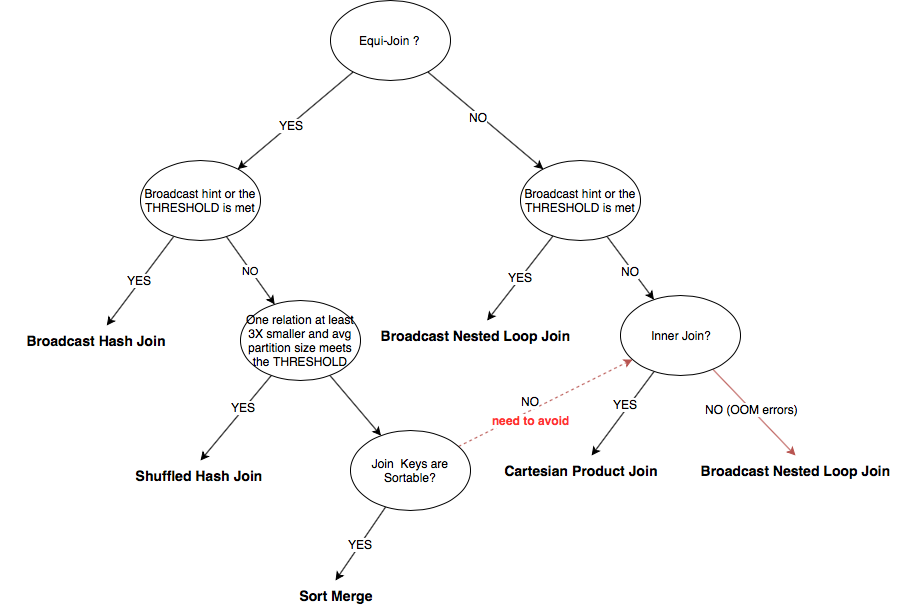 Equi-Join ?
YES
NO
Broadcast hint or the
THRESHOLD is met
Broadcast hint or the
THRESHOLD is met
YES
NO
YES
NO
Broadcast Hash Join
One relation at least
3X smaller and avg
partition size meets
the THRESHOLD
Broadcast Nested Loop Join
Inner Join?
YES
NO
need to avoid
YES
NO (OOM errors)
Shuffled Hash Join
Join Keys are
Sortable?
Cartesian Product Join
Broadcast Nested Loop Join
YES
Sort Merge